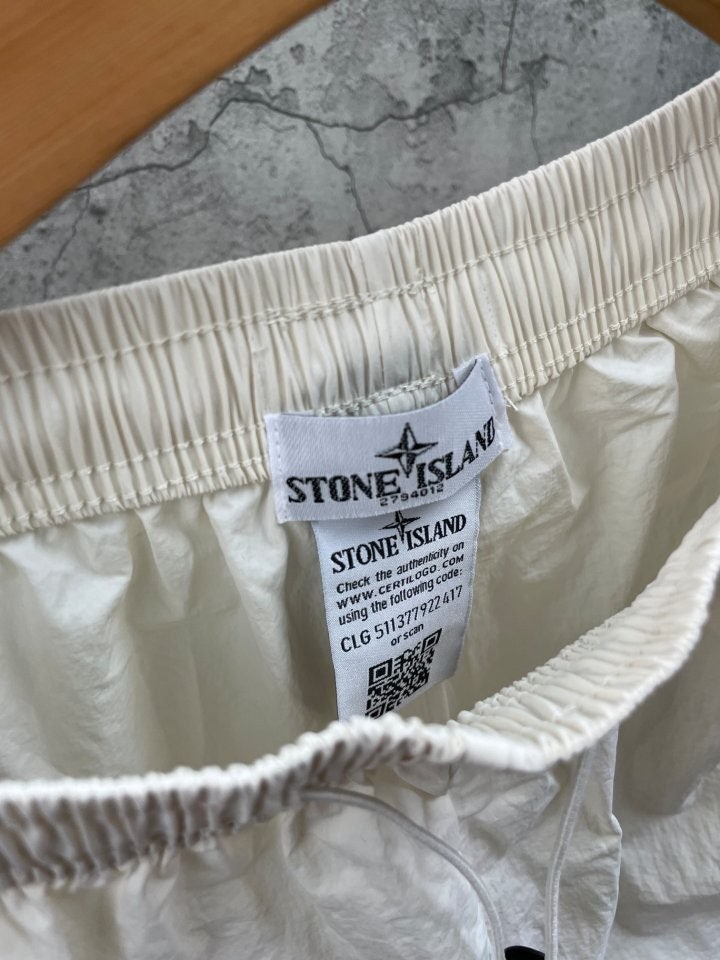 STONE ISLAND
2794012
STONE ISLAND
Check the authenticity on
WWW.CERTILOGO.COM
using the following code:
CLG 511377922417
or scan